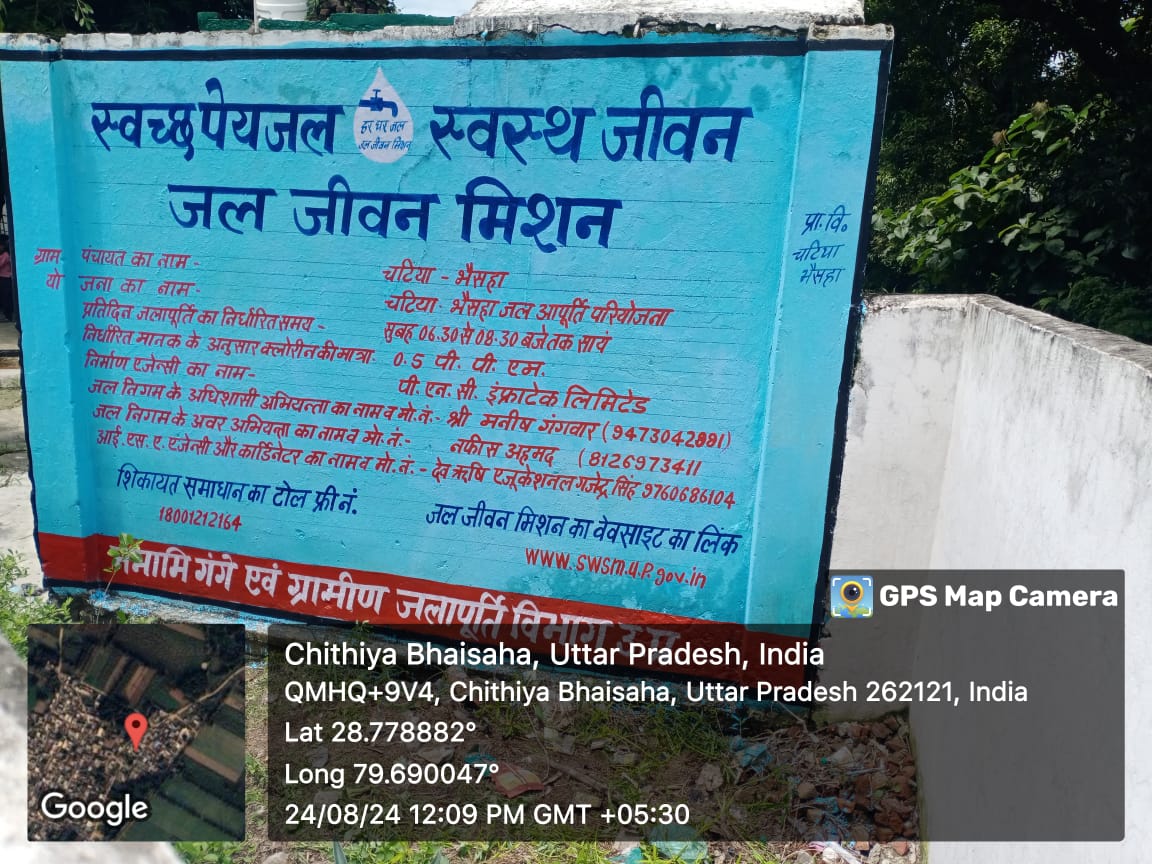 स्वच्छ पेयजल
हर घर जल
जल जीवन मिशन
स्वस्थ जीवन
जल जीवन मिशन
ग्राम पंचायत का नाम - चटिया - भैसहा
यो जना का नाम - चटिया - भैसहा जल आपूर्ति परियोजना
प्रतिदिन जलापूर्ति का निर्धारित समय - सुबह 06.30 से 08.30 बजे तक सायं
निर्धारित मानक के अनुसार क्लोरीन की मात्रा. 0.5 पी. पी. एम.
निर्माण एजेन्सी का नाम - पी. एन. सी. इंफ्राटेक लिमिटेड
जल निगम के अधिशासी अभियन्ता का नाम व मो.नं.- श्री मनीष गंगवार (9473042991)
जल निगम के अवर अभियन्ता का नाम व मो.नं.- नफीस अहमद (8126973411
आई. एस. ए. एजेन्सी और कार्डिनेटर का नाम व मो.नं. - देव ऋषि एजूकेशनल गजेन्द्र सिंह 9760686104
शिकायत समाधान का टोल फ्री नं.
18001212164
जल जीवन मिशन का वेवसाइट का लिंक
www.swsm.up.gov.in
नमामि गंगे एवं ग्रामीण जलापूर्ति विभाग उ.प्र.
प्रा. वि.
चटिया
भैसहा
GPS Map Camera
Google
Chithiya Bhaisaha, Uttar Pradesh, India
QMHQ+9V4, Chithiya Bhaisaha, Uttar Pradesh 262121, India
Lat 28.778882°
Long 79.690047°
24/08/24 12:09 PM GMT +05:30